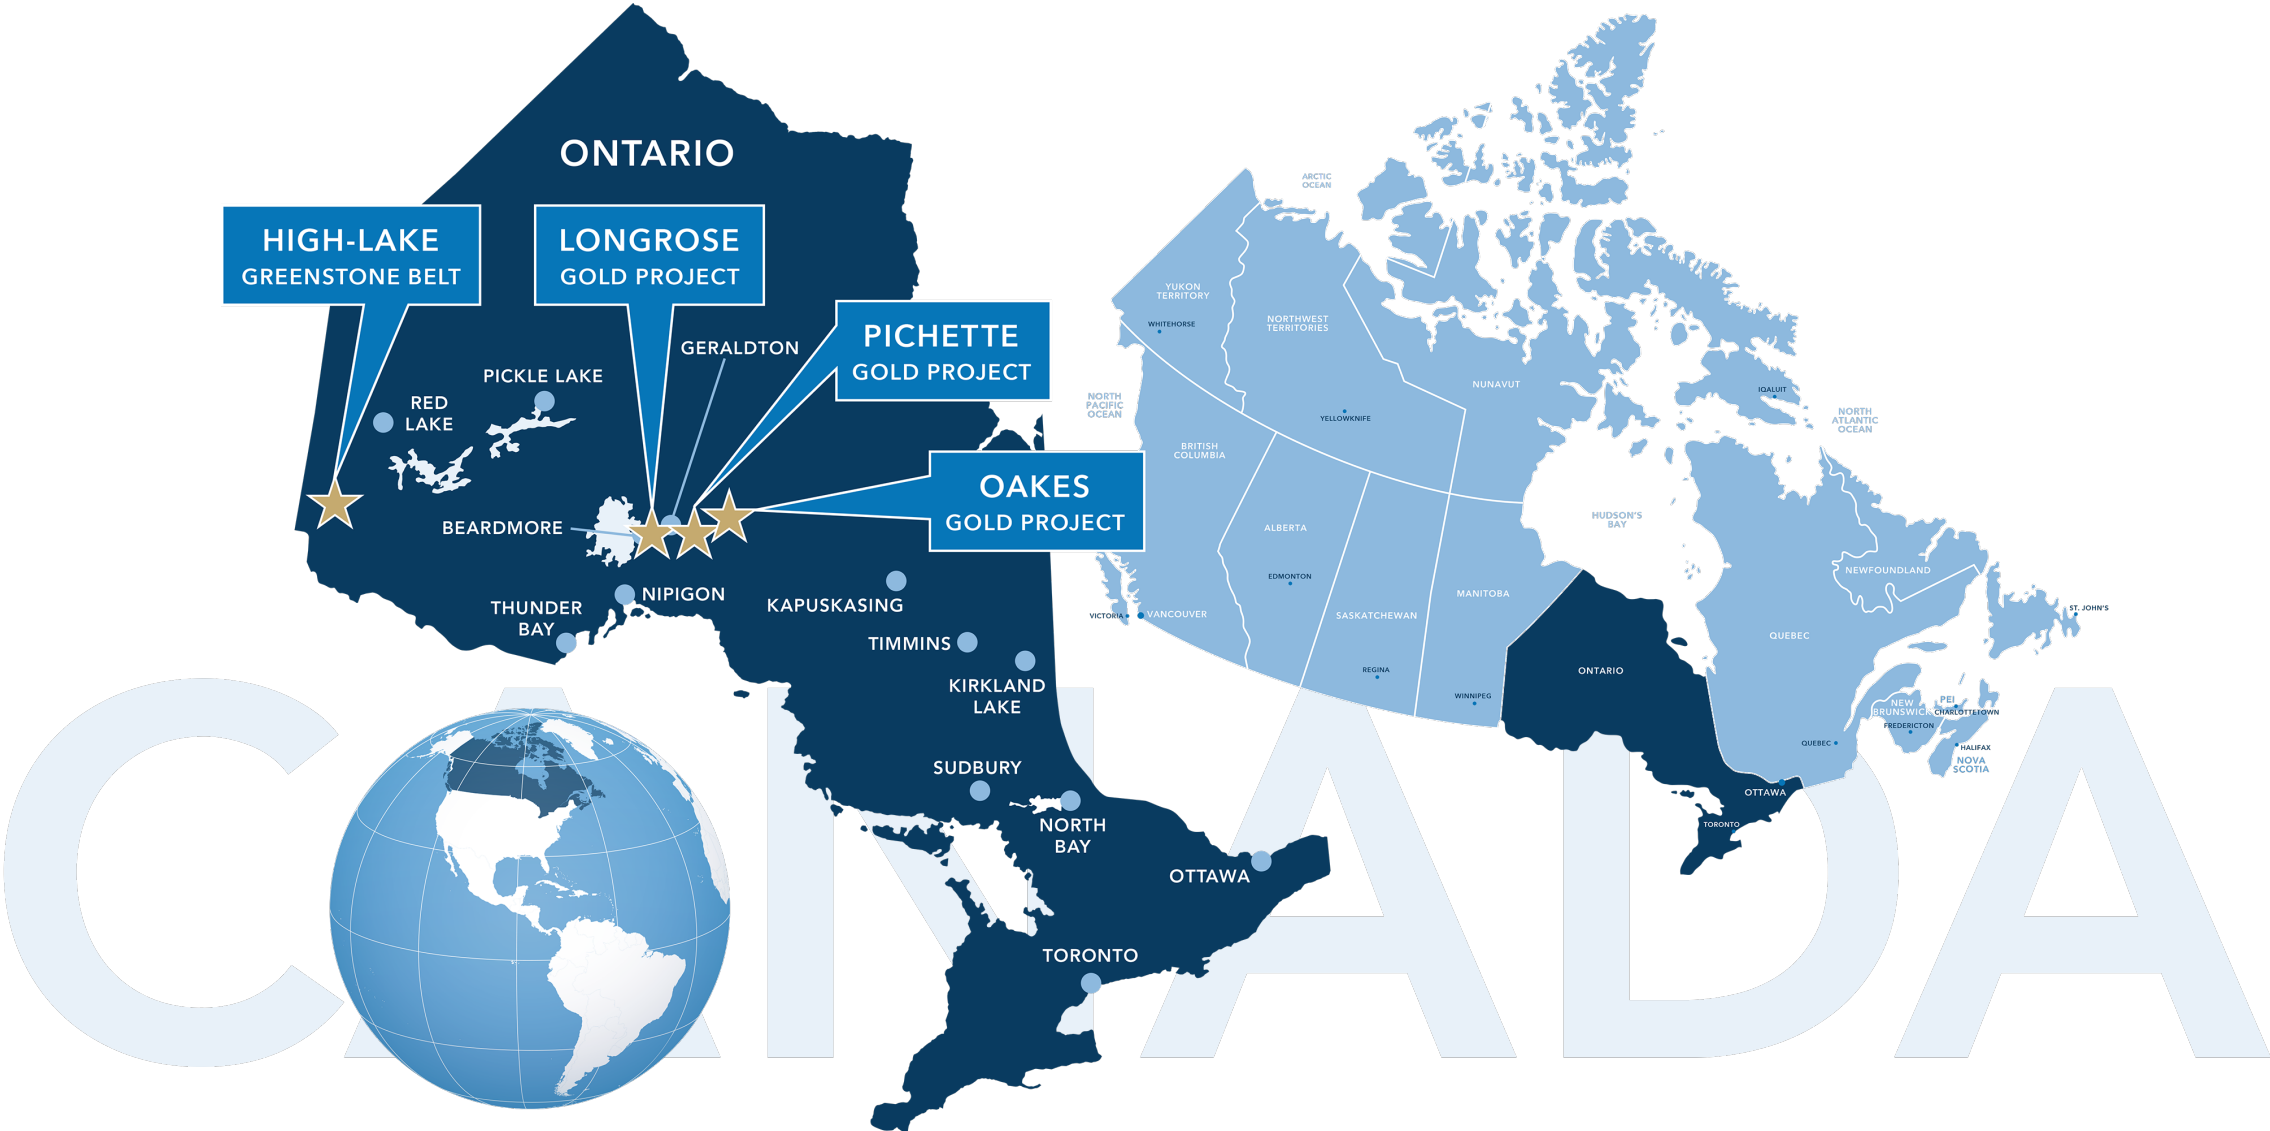 ONTARIO
HIGH-LAKE
GREENSTONE BELT
LONGROSE
GOLD PROJECT
PICHETTE
GOLD PROJECT
OAKES
GOLD PROJECT
GERALDTON
PICKLE LAKE
RED
LAKE
BEARDMORE
NIPIGON
THUNDER
BAY
KAPUSKASING
TIMMINS
KIRKLAND
LAKE
SUDBURY
NORTH
BAY
OTTAWA
TORONTO
ARCTIC
OCEAN
YUKON
TERRITORY
WHITEHORSE
NORTHWEST
TERRITORIES
YELLOWKNIFE
NUNAVUT
IQALUIT
NORTH
PACIFIC
OCEAN
NORTH
ATLANTIC
OCEAN
BRITISH
COLUMBIA
ALBERTA
EDMONTON
HUDSON'S
BAY
VICTORIA
VANCOUVER
SASKATCHEWAN
REGINA
MANITOBA
WINNIPEG
ONTARIO
OTTAWA
TORONTO
QUEBEC
QUEBEC
NEWFOUNDLAND
ST. JOHN'S
NEW
BRUNSWICK
FREDERICTON
PEI
CHARLOTTETOWN
HALIFAX
NOVA
SCOTIA
CANADA